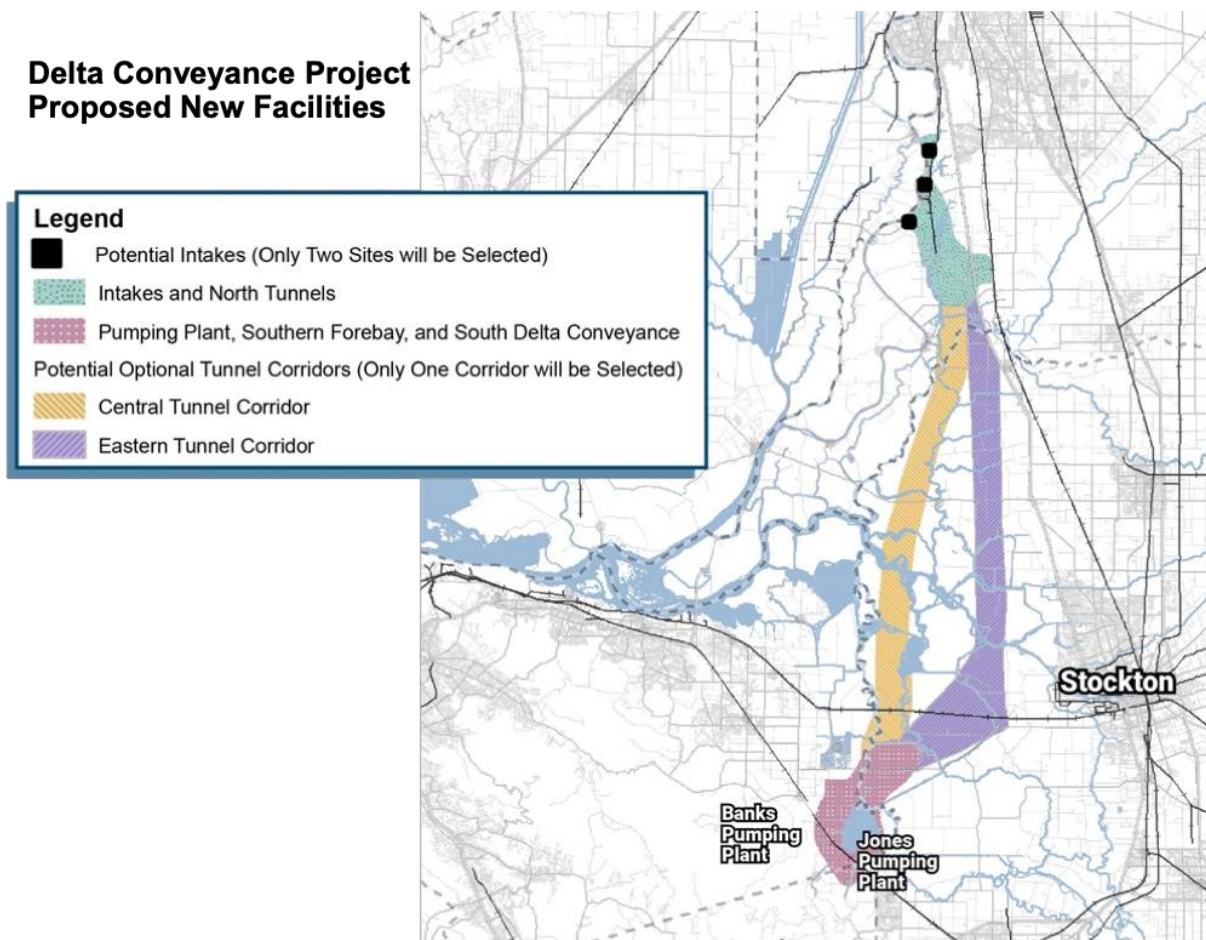 Delta Conveyance Project
Proposed New Facilities
Legend
Potential Intakes (Only Two Sites will be Selected)
Intakes and North Tunnels
Pumping Plant, Southern Forebay, and South Delta Conveyance
Potential Optional Tunnel Corridors (Only One Corridor will be Selected)
Central Tunnel Corridor
Eastern Tunnel Corridor
Stockton
Banks
Pumping
Plant
Jones
Pumping
Plant